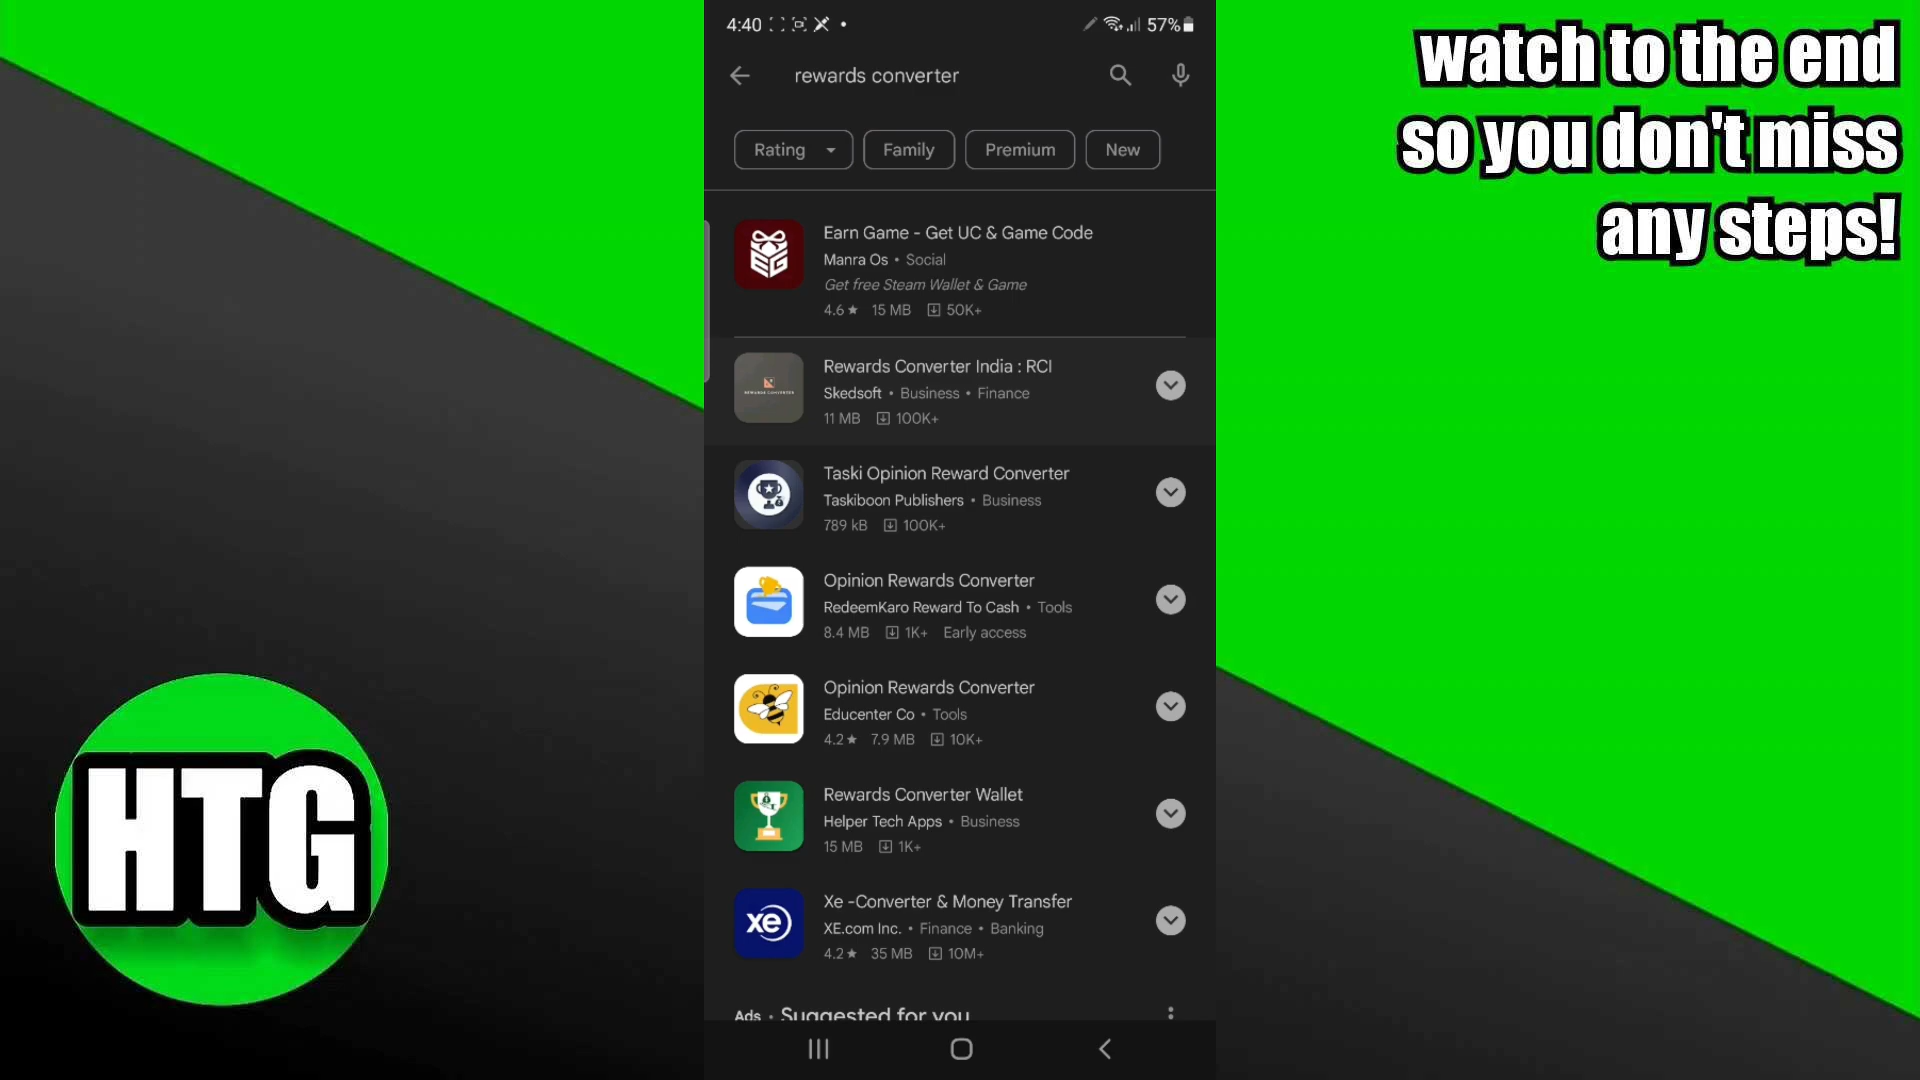 4:40
57%
rewards converter
Rating
Family
Premium
New
Earn Game - Get UC & Game Code
Manra Os • Social
Get free Steam Wallet & Game
4.6★ 15 MB 50K+
Rewards Converter India : RCI
Skedsoft • Business • Finance
11 MB 100K+
REWARDS CONVERTER
Taski Opinion Reward Converter
Taskiboon Publishers • Business
789 kB 100K+
Opinion Rewards Converter
RedeemKaro Reward To Cash • Tools
8.4 MB 1K+ Early access
Opinion Rewards Converter
Educenter Co • Tools
4.2★ 7.9 MB 10K+
Rewards Converter Wallet
Helper Tech Apps • Business
15 MB 1K+
Xe -Converter & Money Transfer
XE.com Inc. • Finance • Banking
4.2★ 35 MB 10M+
xe
EG
Ads • Suggested for you
watch to the end
so you don't miss
any steps!
HTG